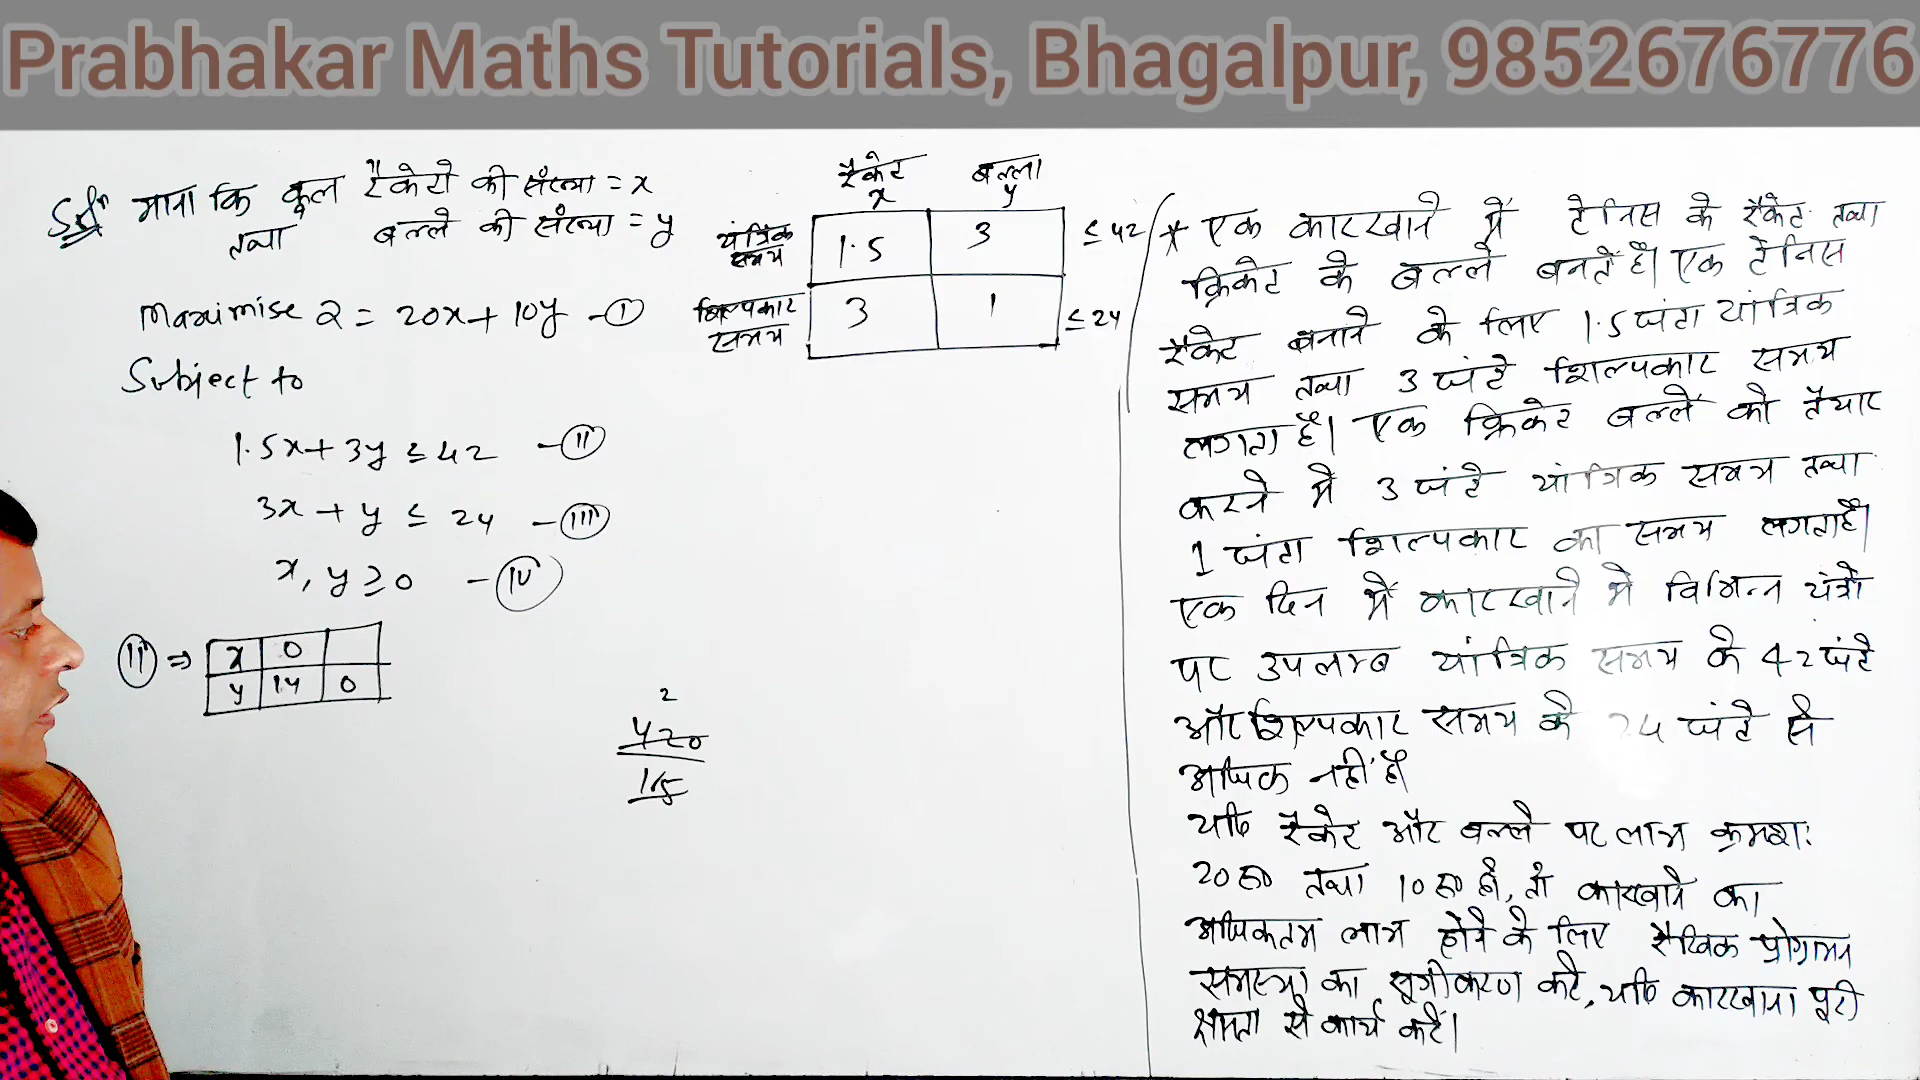 Prabhakar Maths Tutorials, Bhagalpur, 9852676776
Solⁿ माना कि कुल रैकेटों की संख्या = x
तथा बल्ले की संख्या = y
Maximise Z = 20x + 10y - (I)
Subject to
1.5x + 3y ≤ 42 - (II)
3x + y ≤ 24 - (III)
x, y ≥ 0 - (IV)
(II) ⇒ x 0
y 14 0
रैकेट बल्ला
x y
यांत्रिक समय 1.5 3 ≤ 42
शिल्पकार समय 3 1 ≤ 24
2
420
15
* एक कारखाने में टेनिस के रैकेट तथा
क्रिकेट के बल्ले बनते हैं। एक टेनिस
रैकेट बनाने के लिए 1.5 घंटा यांत्रिक
समय तथा 3 घंटे शिल्पकार समय
लगता है। एक क्रिकेट बल्ले को तैयार
करने में 3 घंटे यांत्रिक समय तथा
1 घंटा शिल्पकार का समय लगता है।
एक दिन में कारखाने में विभिन्न यंत्रों
पर उपलब्ध यांत्रिक समय के 42 घंटे
और शिल्पकार समय के 24 घंटे से
अधिक नहीं है।
यदि रैकेट और बल्ले पर लाभ क्रमशः
20 रू0 तथा 10 रू0 हो, तो कारखाने का
अधिकतम लाभ होने के लिए रैखिक प्रोग्रामन
समस्या का सूत्रीकरण करें, यदि कारखाना पूरी
क्षमता से कार्य करें।